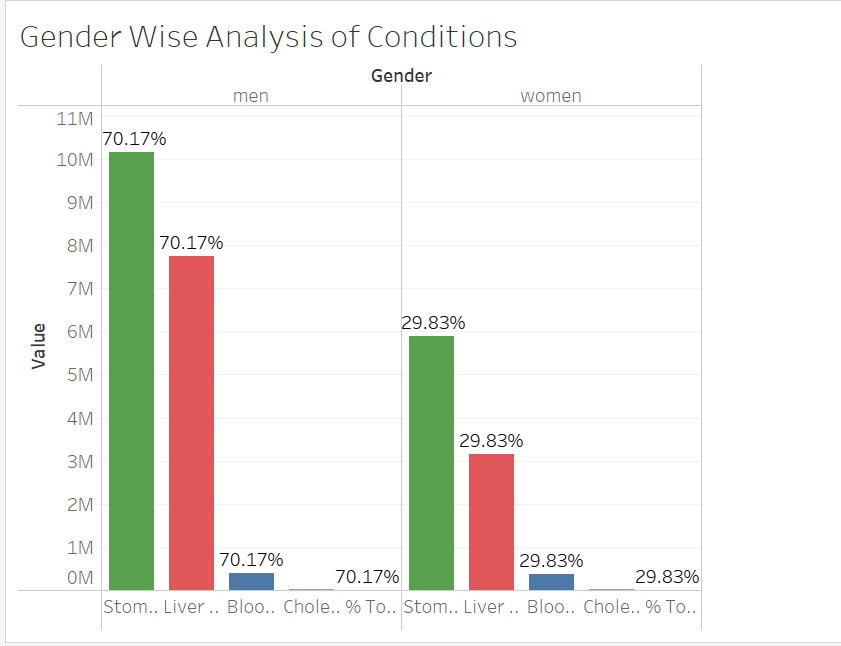 Gender Wise Analysis of Conditions
Gender
men
women
Value
11M
10M
9M
8M
7M
6M
5M
4M
3M
2M
1M
0M
70.17%
70.17%
70.17%
70.17%
29.83%
29.83%
29.83%
29.83%
Stom.. Liver .. Bloo.. Chole.. % To..
Stom.. Liver .. Bloo.. Chole.. % To..